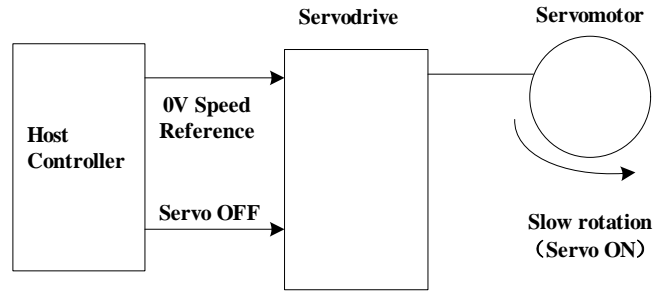 Servodrive
Servomotor
0V Speed
Reference
Host
Controller
Servo OFF
Slow rotation
（Servo ON）